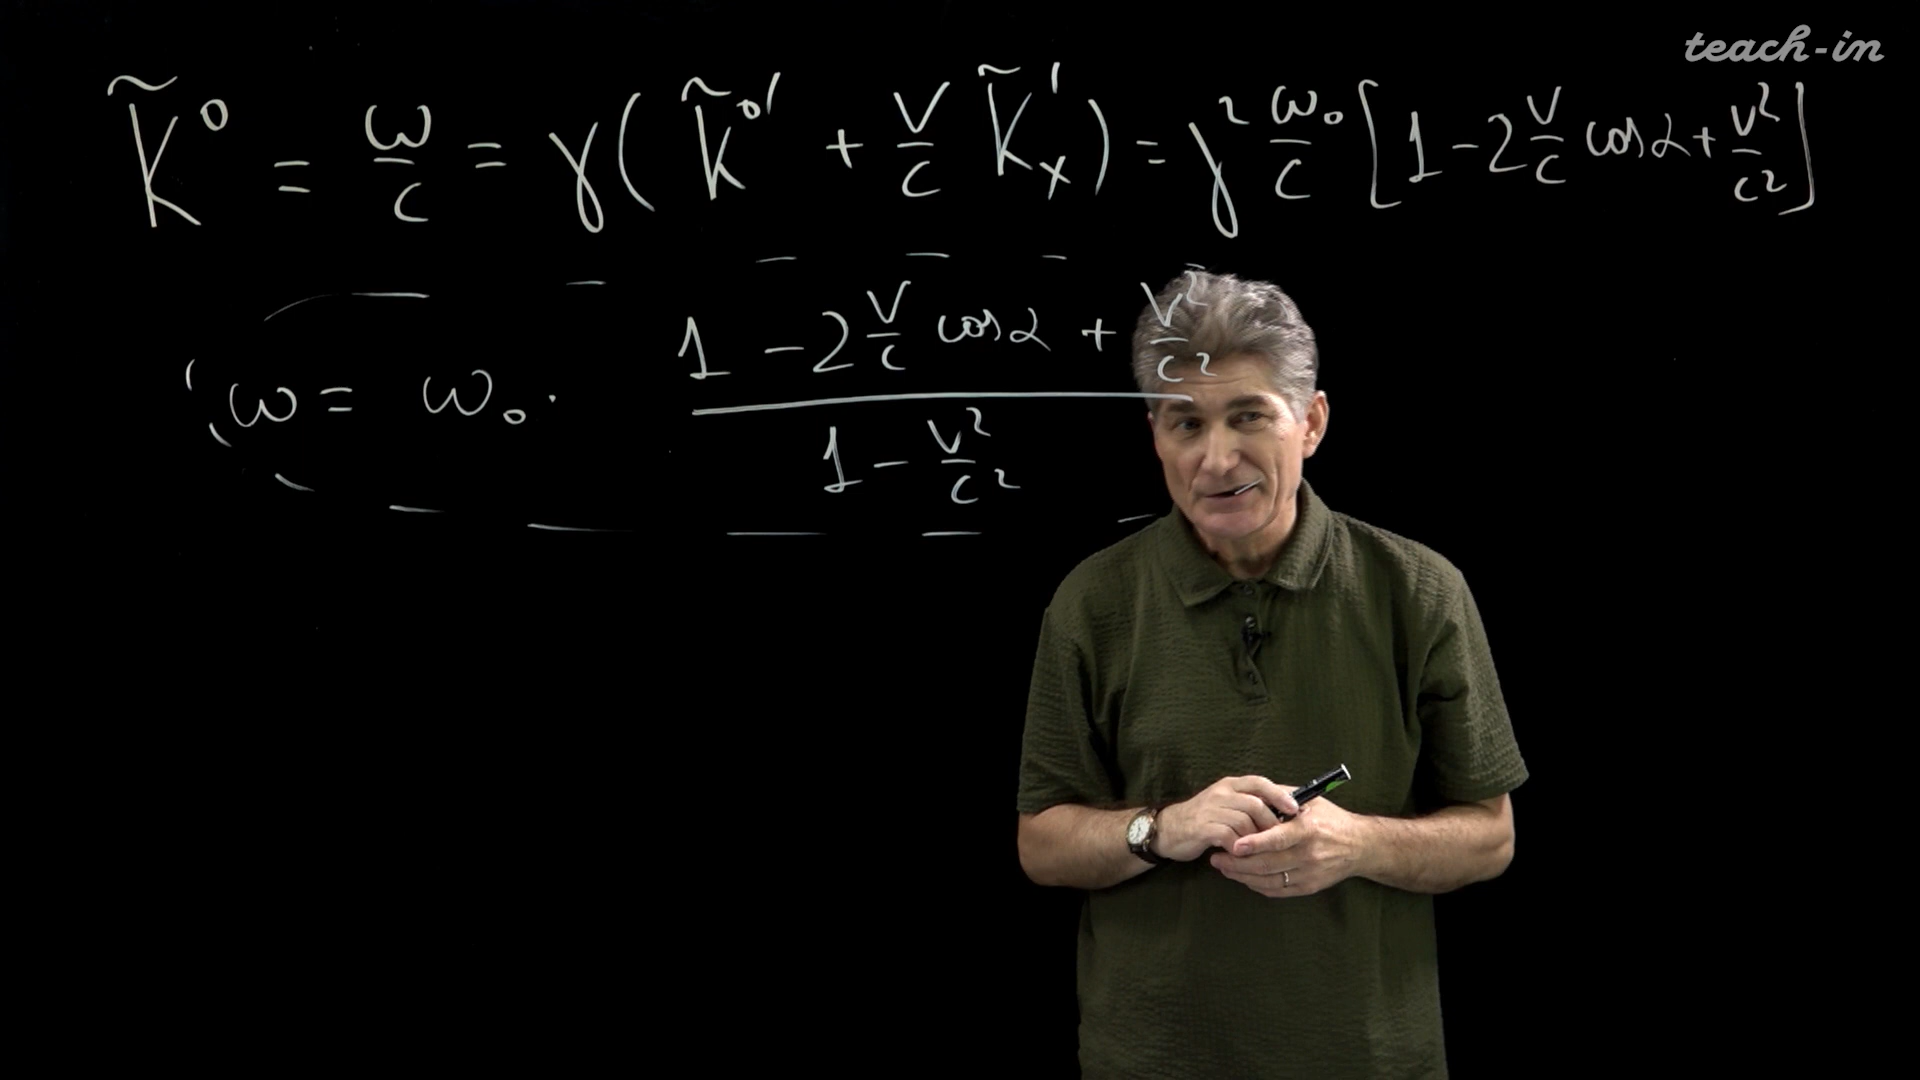 teach-in
K̃⁰ = ω/c = γ(k̃⁰′ + V/c K̃ₓ′) = γ² ω₀/c [1 - 2 V/c cos α + V²/c²]
ω = ω₀ · (1 - 2 V/c cos α + V²/c²) / (1 - V²/c²)